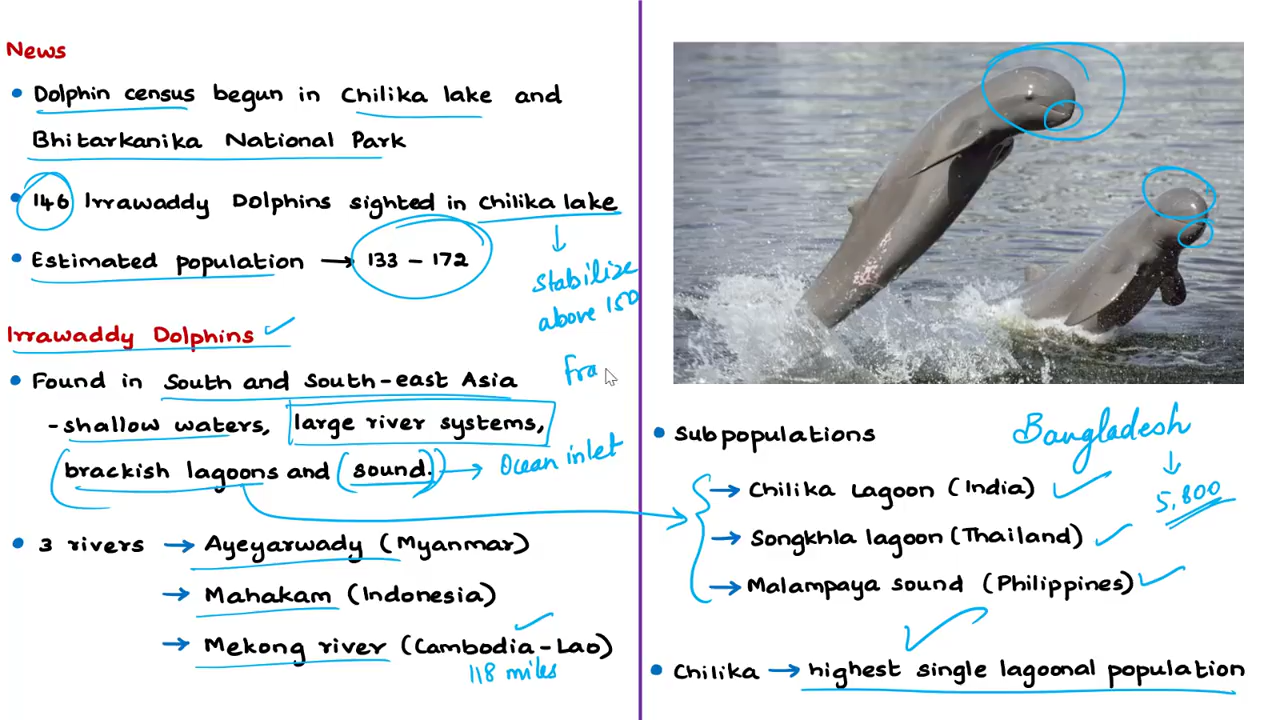 News
• Dolphin census begun in Chilika lake and
Bhitarkanika National Park
• 146 Irrawaddy Dolphins sighted in Chilika lake
• Estimated population → 133 – 172
↓
stabilize
above 150
Fra
Irrawaddy Dolphins ✓
• Found in South and South-east Asia
- shallow waters, large river systems,
brackish lagoons and (sound.) → Ocean inlet
• 3 rivers → Ayeyarwady (Myanmar)
→ Mahakam (Indonesia)
→ Mekong river (Cambodia-Lao)
118 miles
• Subpopulations
→ Chilika Lagoon (India) ✓
→ Songkhla lagoon (Thailand) ✓
→ Malampaya sound (Philippines) ✓
Bangladesh
↓
5,800
• Chilika → highest single lagoonal population